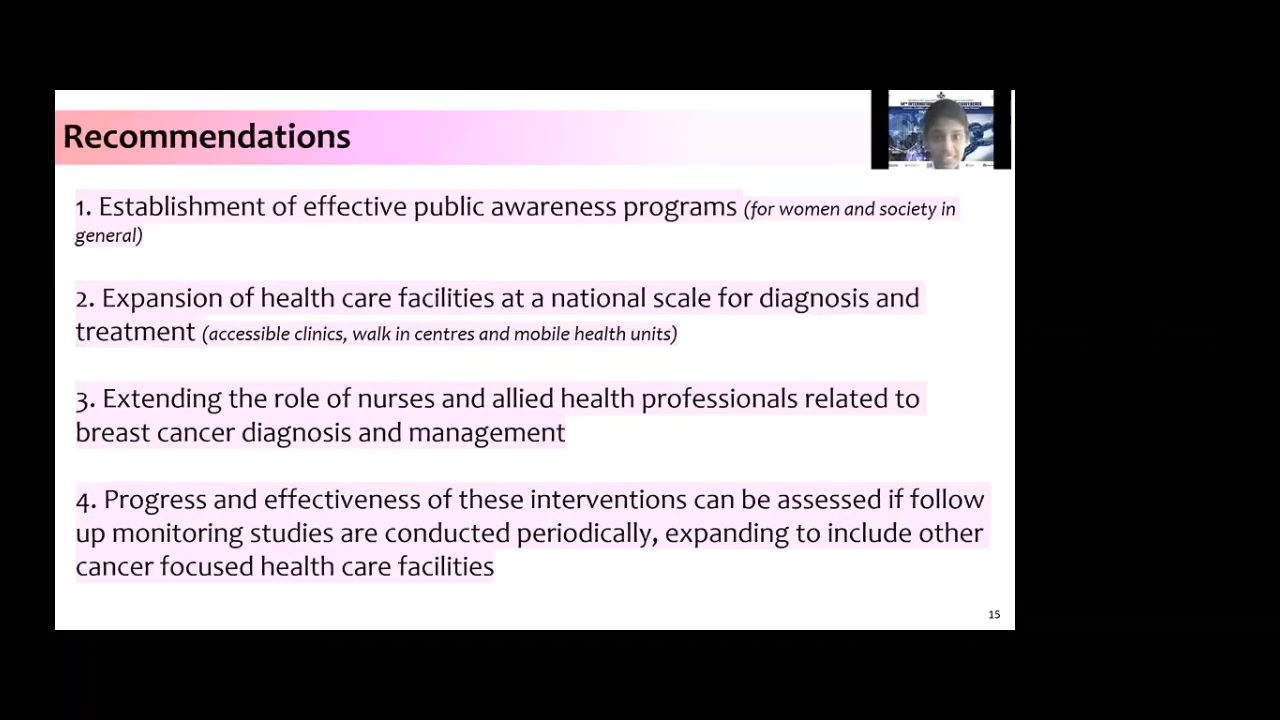 Recommendations
1. Establishment of effective public awareness programs (for women and society in
general)
2. Expansion of health care facilities at a national scale for diagnosis and
treatment (accessible clinics, walk in centres and mobile health units)
3. Extending the role of nurses and allied health professionals related to
breast cancer diagnosis and management
4. Progress and effectiveness of these interventions can be assessed if follow
up monitoring studies are conducted periodically, expanding to include other
cancer focused health care facilities
15